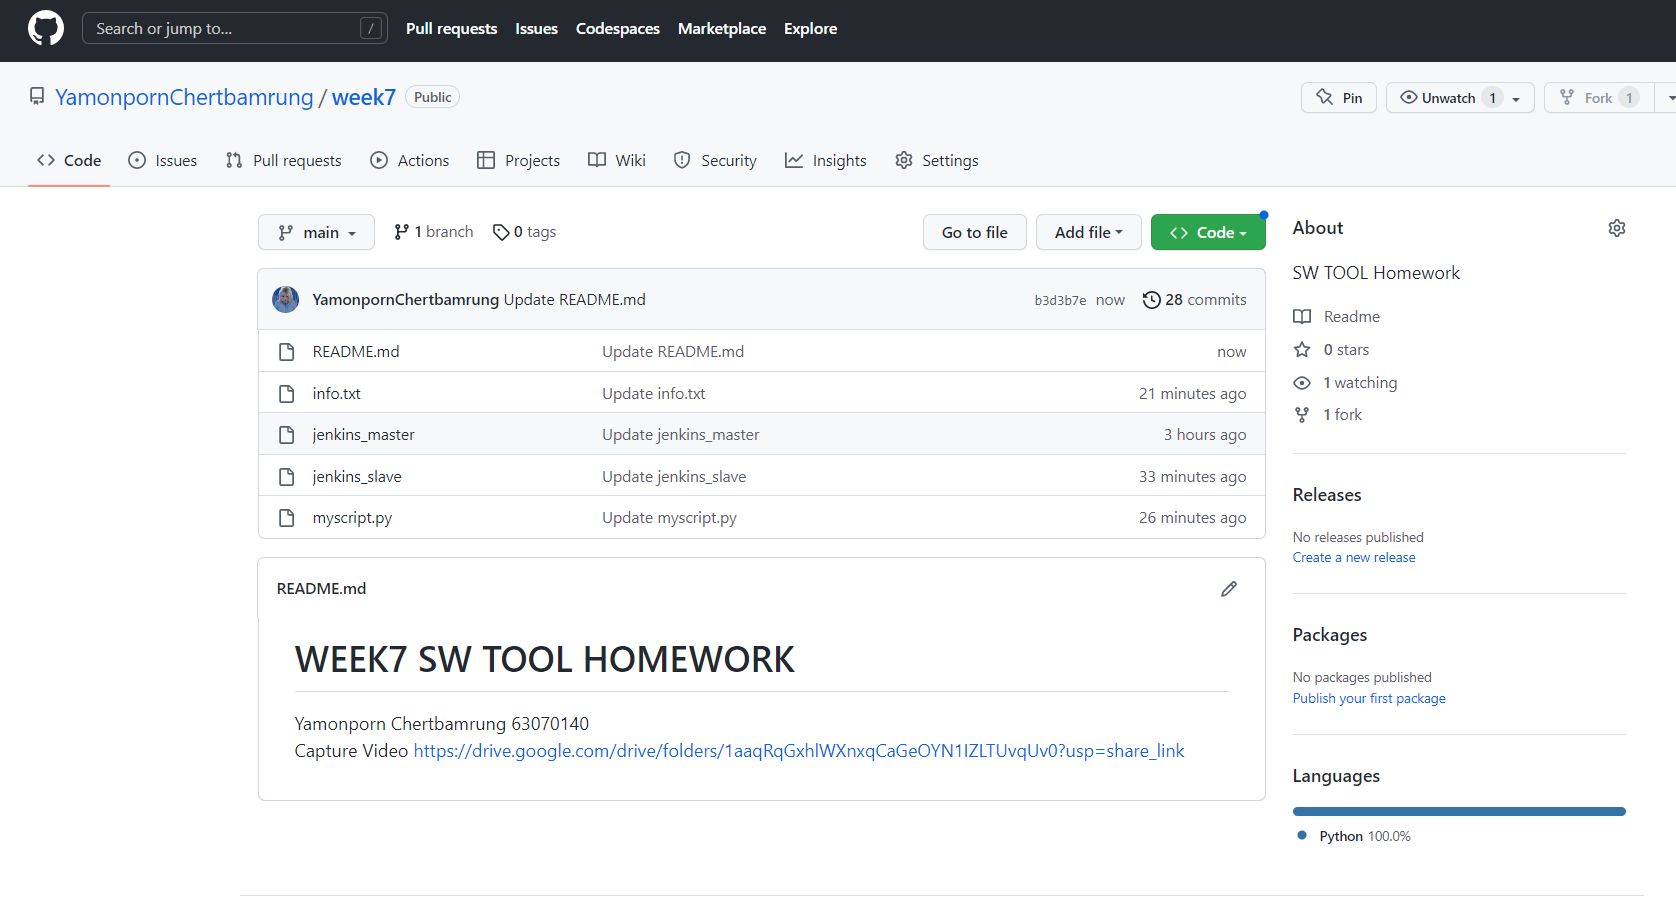 Search or jump to... /
Pull requests Issues Codespaces Marketplace Explore
YamonpornChertbamrung / week7 Public
Pin Unwatch 1 Fork 1
Code Issues Pull requests Actions Projects Wiki Security Insights Settings
main 1 branch 0 tags Go to file Add file Code
YamonpornChertbamrung Update README.md b3d3b7e now 28 commits
README.md Update README.md now
info.txt Update info.txt 21 minutes ago
jenkins_master Update jenkins_master 3 hours ago
jenkins_slave Update jenkins_slave 33 minutes ago
myscript.py Update myscript.py 26 minutes ago
README.md
WEEK7 SW TOOL HOMEWORK
Yamonporn Chertbamrung 63070140
Capture Video https://drive.google.com/drive/folders/1aaqRqGxhlWXnxqCaGeOYN1IZLTUvqUv0?usp=share_link
About
SW TOOL Homework
Readme
0 stars
1 watching
1 fork
Releases
No releases published
Create a new release
Packages
No packages published
Publish your first package
Languages
Python 100.0%